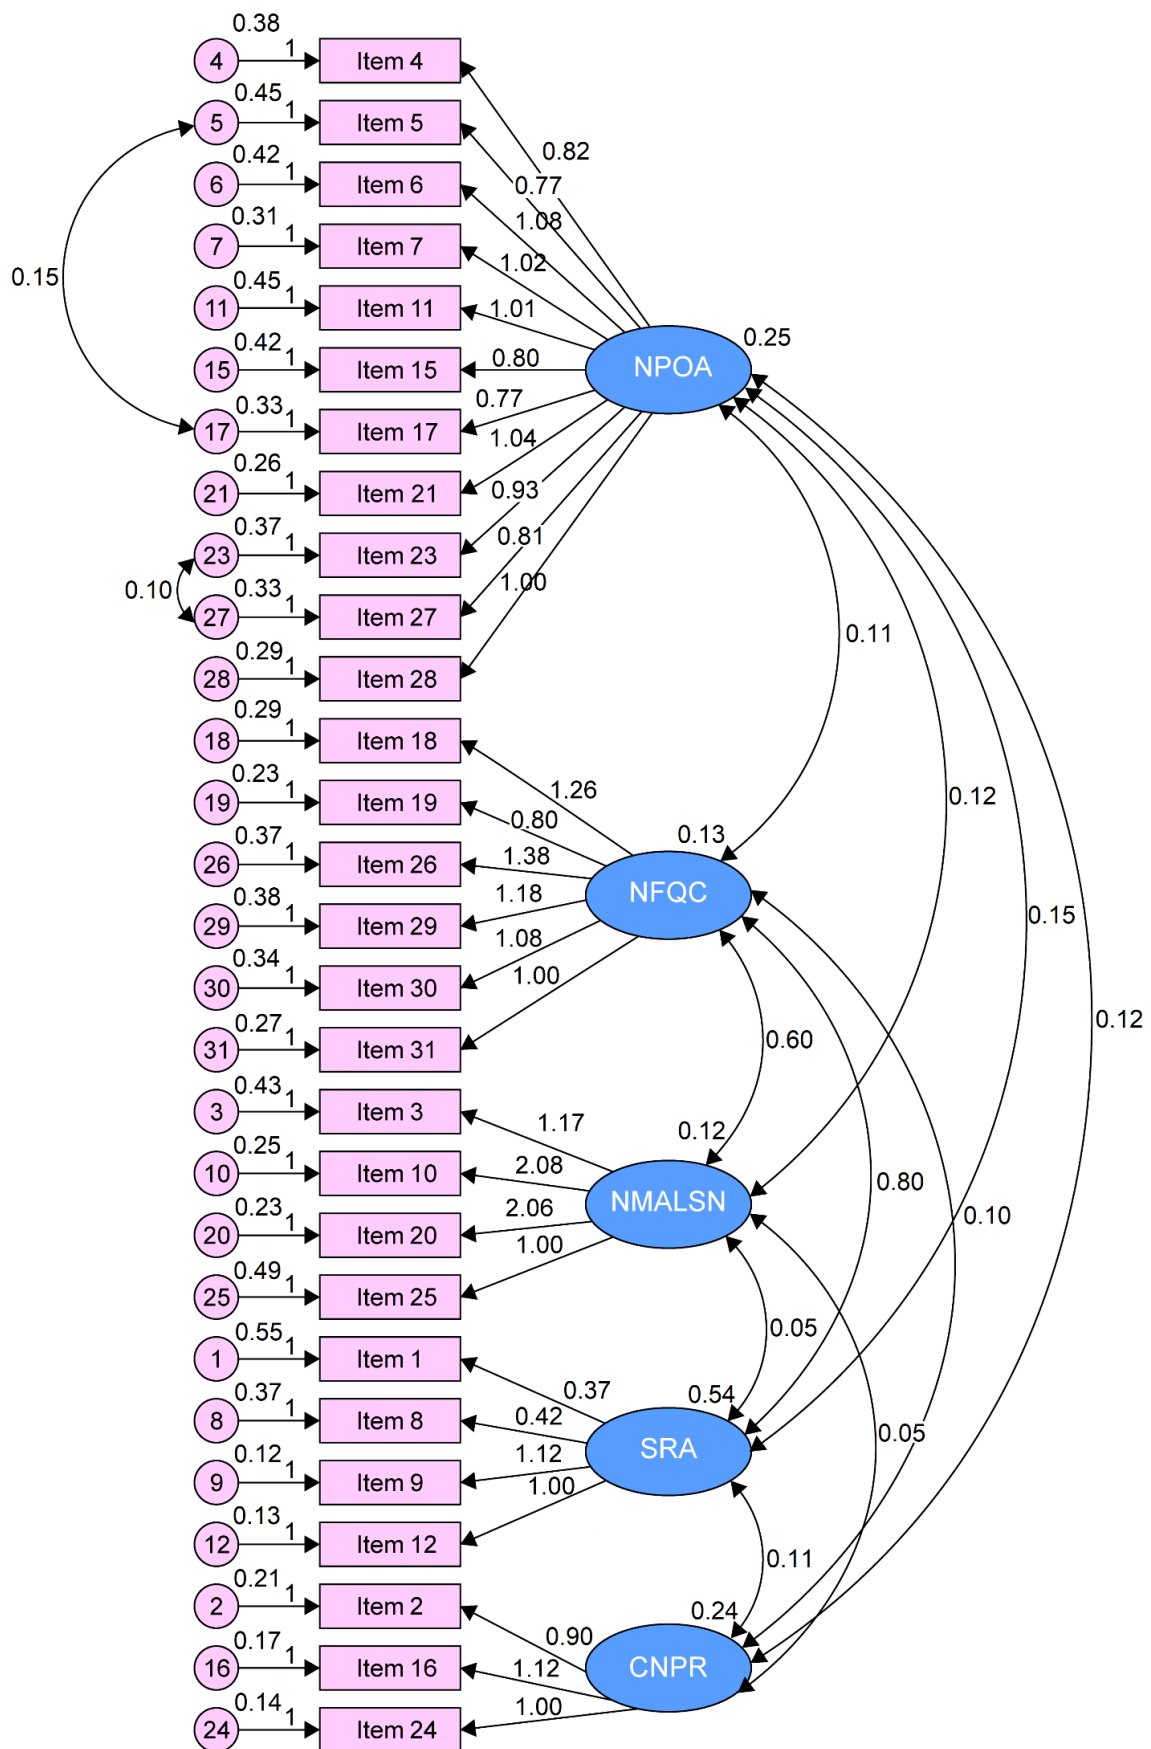 0.38
4 1 Item 4
0.45
5 1 Item 5
0.82
0.42
6 1 Item 6
0.77
0.31
7 1 Item 7
1.08
1.02
0.15
0.45
11 1 Item 11
1.01
0.42
15 1 Item 15
0.80
NPOA
0.25
0.33
17 1 Item 17
0.77
1.04
0.26
21 1 Item 21
0.93
0.37
23 1 Item 23
0.81
0.10
0.33
27 1 Item 27
1.00
0.11
0.29
28 1 Item 28
0.29
18 1 Item 18
1.26
0.12
0.23
19 1 Item 19
0.80
0.13
0.37
26 1 Item 26
1.38
NFQC
0.38
29 1 Item 29
1.18
0.15
0.34
30 1 Item 30
1.08
1.00
0.27
31 1 Item 31
0.60
0.12
0.43
3 1 Item 3
1.17
0.12
0.25
10 1 Item 10
2.08
0.80
NMALSN
0.23
20 1 Item 20
2.06
0.10
1.00
0.49
25 1 Item 25
0.05
0.55
1 1 Item 1
0.37
0.54
0.37
8 1 Item 8
0.42
0.05
SRA
0.12
9 1 Item 9
1.12
1.00
0.13
12 1 Item 12
0.11
0.21
2 1 Item 2
0.24
0.90
0.17
16 1 Item 16
1.12
CNPR
0.14
24 1 Item 24
1.00